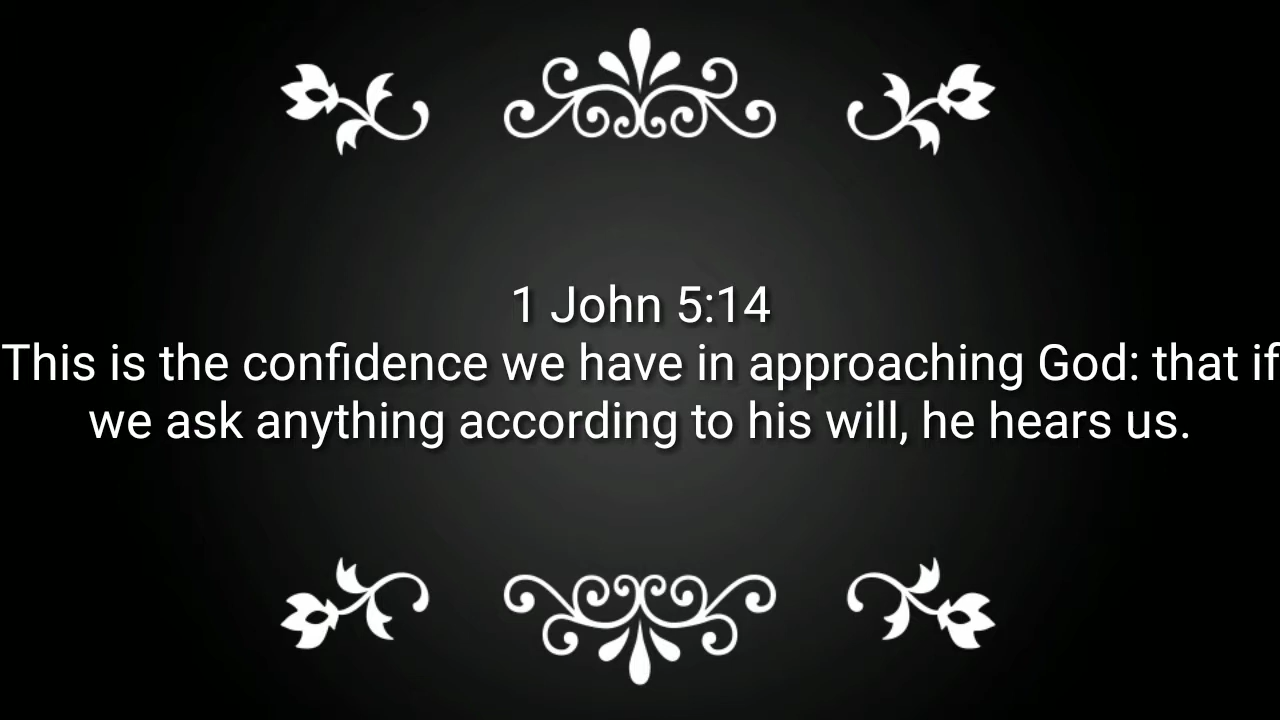 1 John 5:14
This is the confidence we have in approaching God: that if
we ask anything according to his will, he hears us.